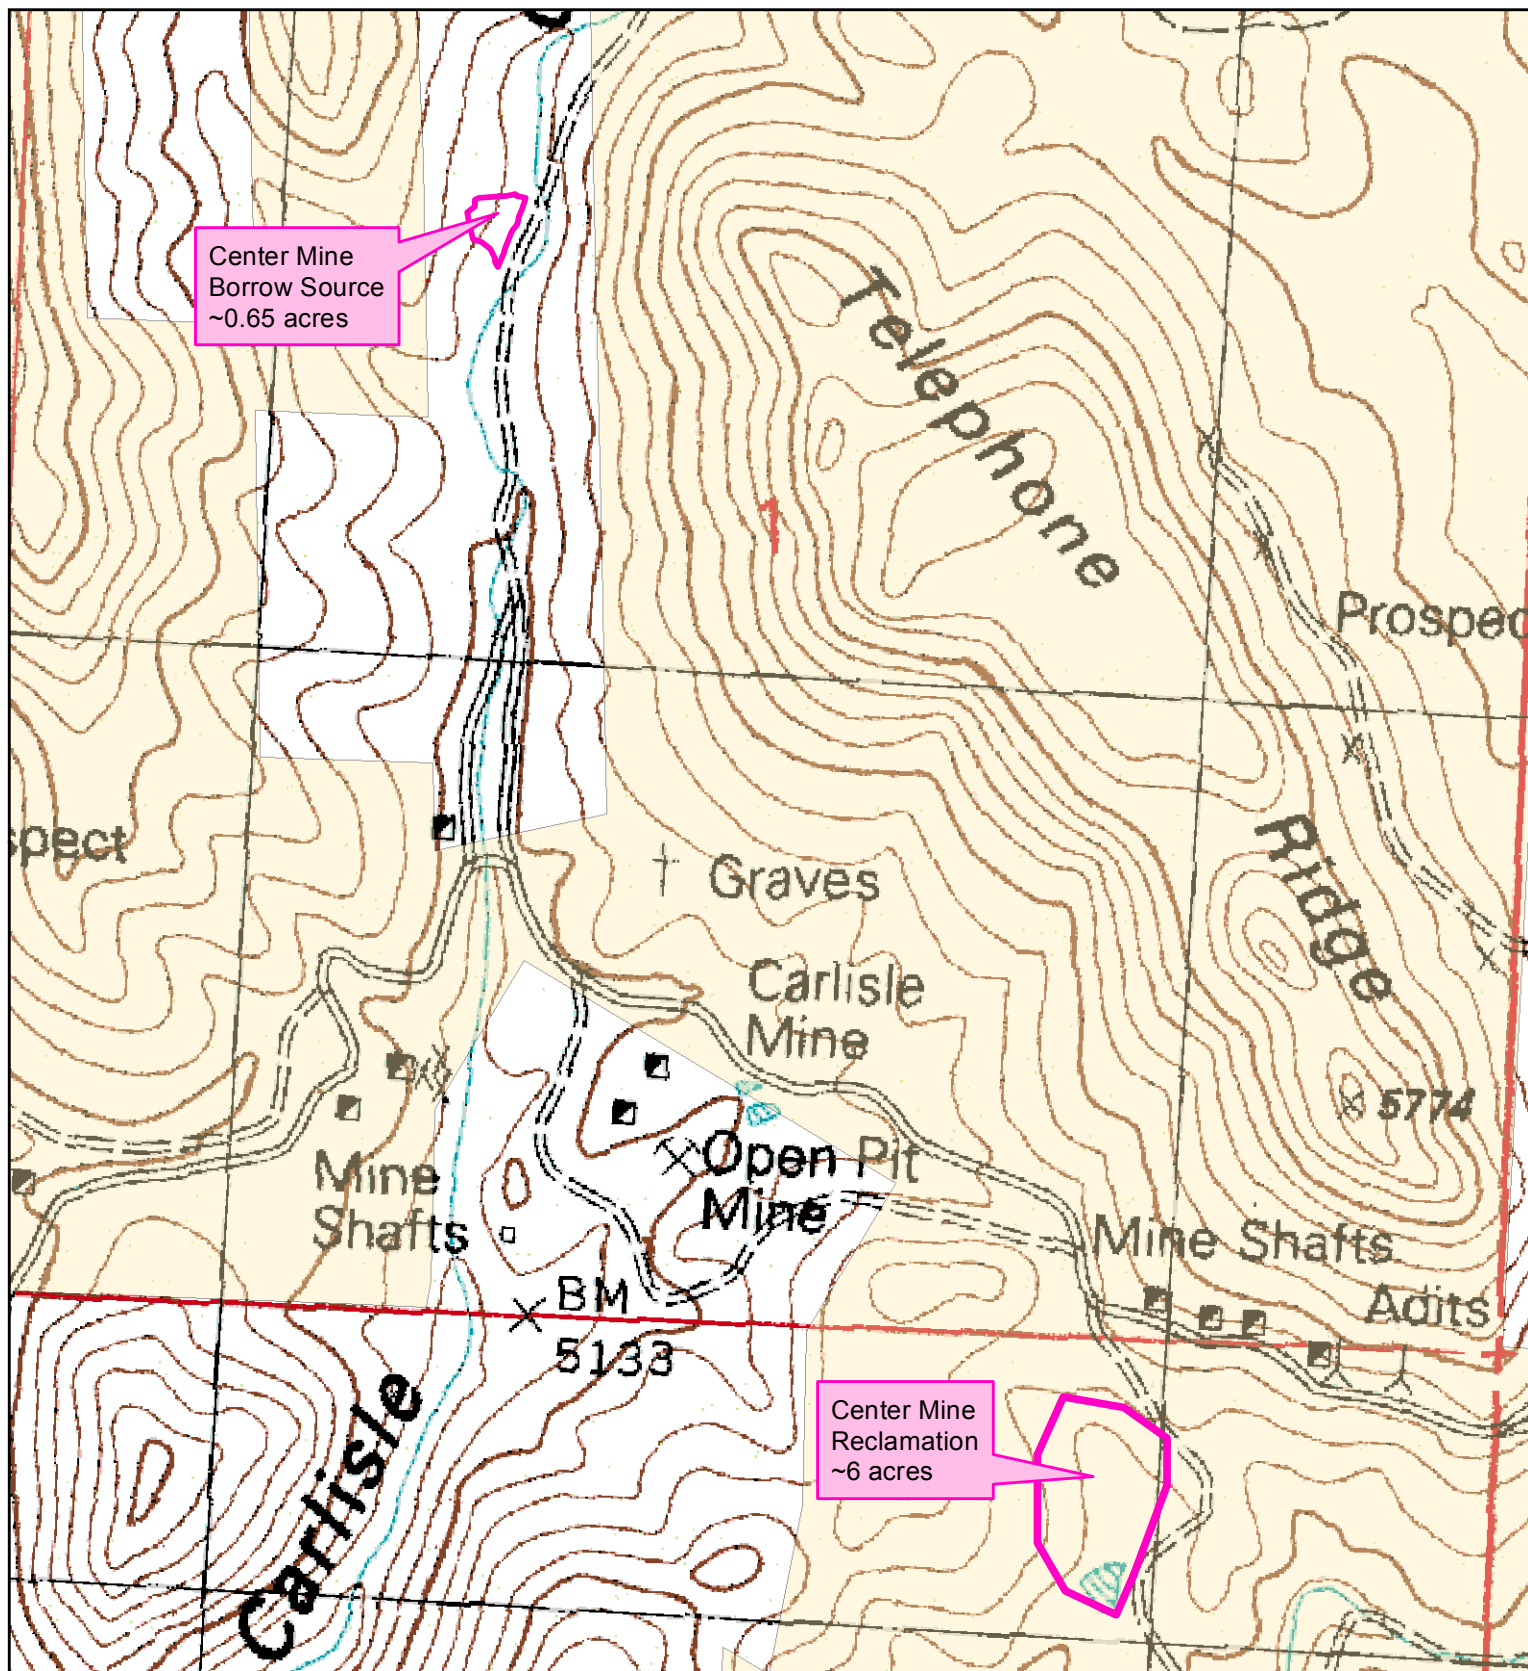 Center Mine
Borrow Source
~0.65 acres
Telephone
1
Prospec
spect
Graves
Ridge
Carlisle
Mine
5774
Open Pit
Mine
Mine
Shafts
Mine Shafts
Adits
BM
5133
Carlisle
Center Mine
Reclamation
~6 acres